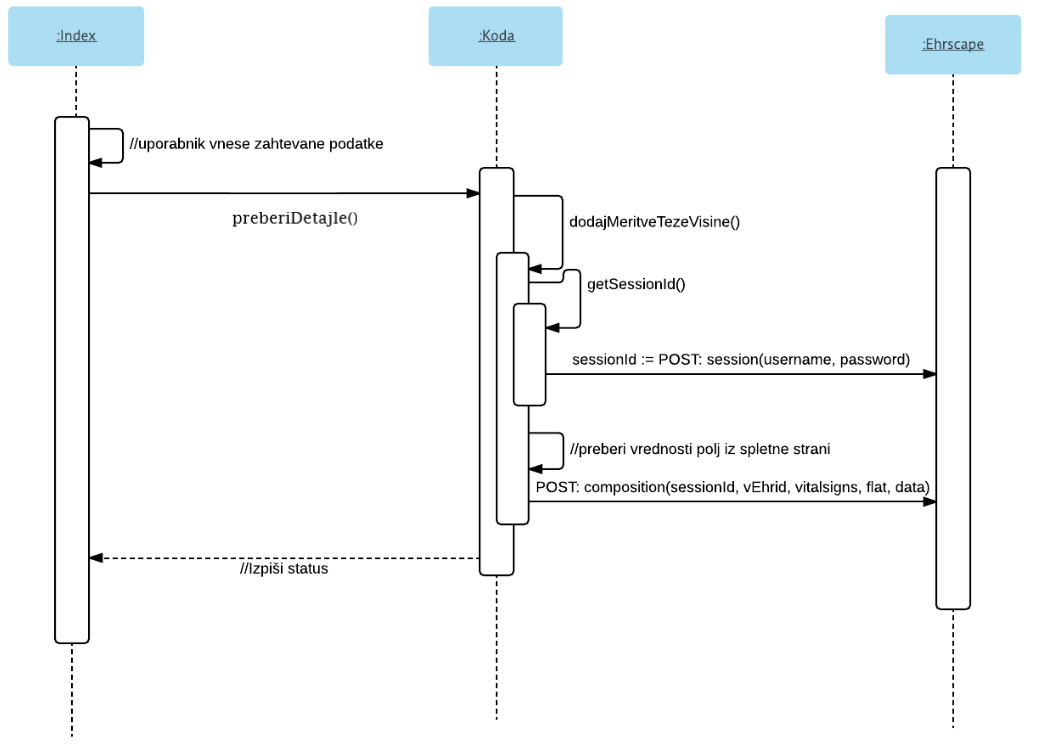 :Index
:Koda
:Ehrscape
//uporabnik vnese zahtevane podatke
preberiDetajle()
dodajMeritveTezeVisine()
getSessionId()
sessionId := POST: session(username, password)
//preberi vrednosti polj iz spletne strani
POST: composition(sessionId, vEhrid, vitalsigns, flat, data)
//Izpiši status